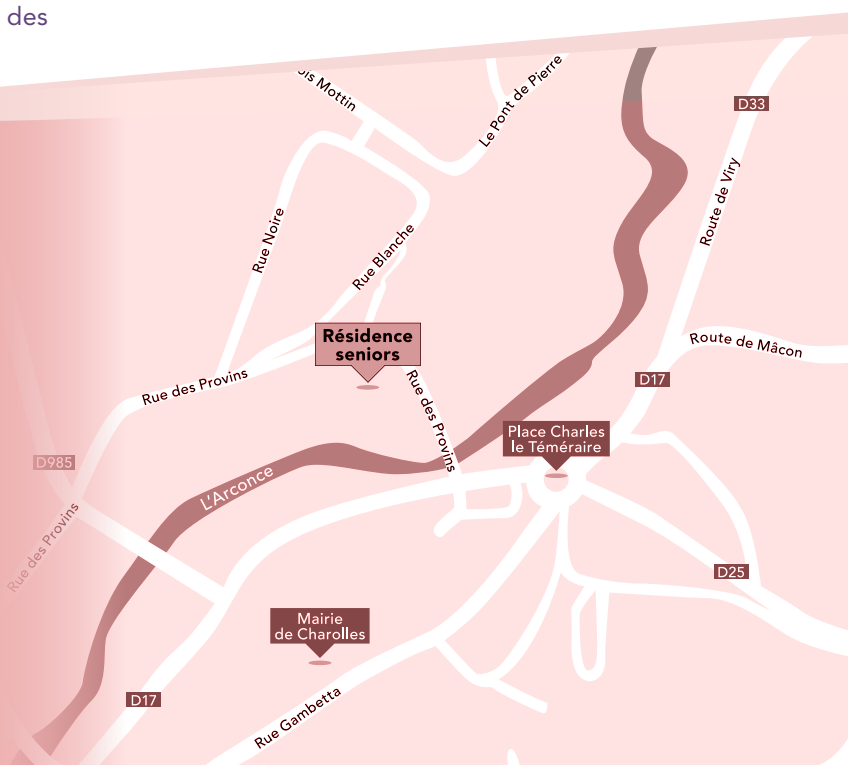 des
Mottin
Le Pont de Pierre
D33
Route de Viry
Rue Noire
Rue Blanche
Résidence
seniors
Route de Mâcon
Rue des Provins
D17
Rue des Provins
Place Charles
le Téméraire
D985
L'Arconce
Rue des Provins
D25
Mairie
de Charolles
D17
Rue Gambetta